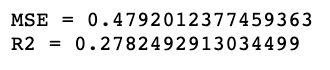 MSE = 0.4792012377459363
R2 = 0.2782492913034499